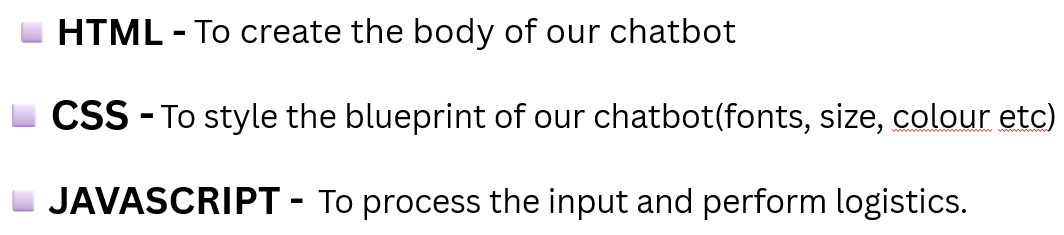 HTML - To create the body of our chatbot
CSS - To style the blueprint of our chatbot(fonts, size, colour etc)
JAVASCRIPT - To process the input and perform logistics.